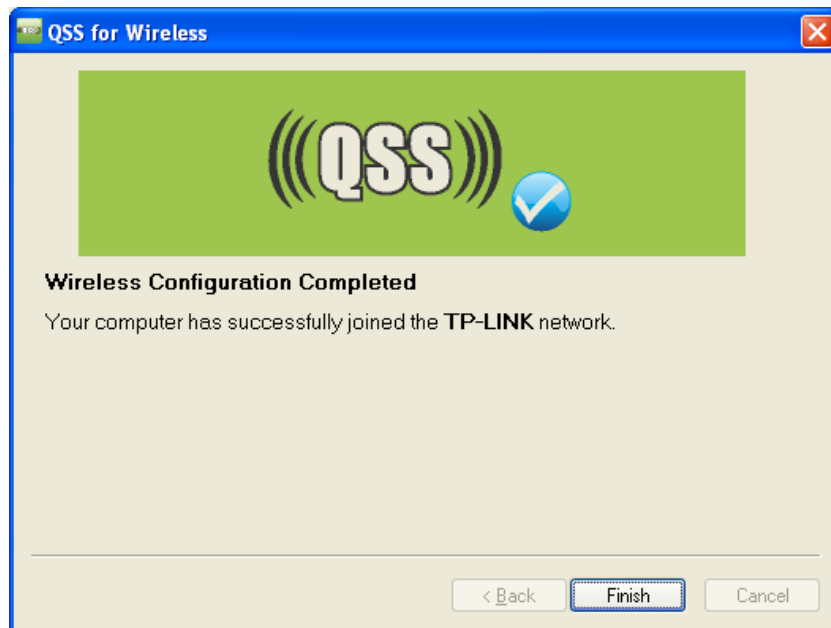 QSS for Wireless
(((QSS)))
Wireless Configuration Completed
Your computer has successfully joined the TP-LINK network.
< Back
Finish
Cancel